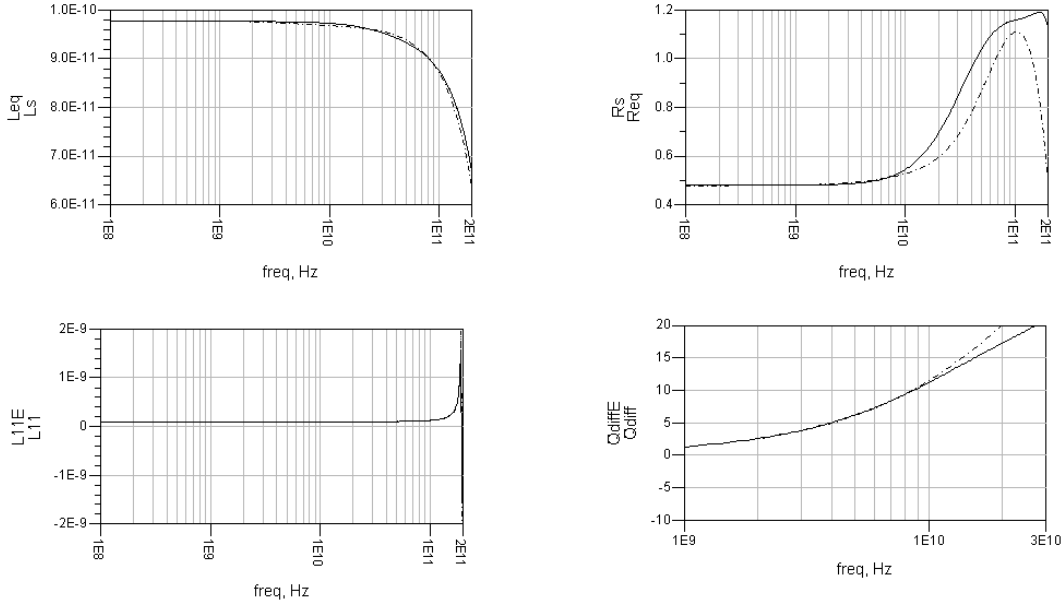 1.0E-10
9.0E-11
8.0E-11
7.0E-11
6.0E-11
Leq
Ls
1E8
1E9
1E10
1E11
2E11
freq, Hz
1.2
1.0
0.8
0.6
0.4
Rs
Req
1E8
1E9
1E10
1E11
2E11
freq, Hz
2E-9
1E-9
0
-1E-9
-2E-9
L11E
L11
1E8
1E9
1E10
1E11
2E11
freq, Hz
20
15
10
5
0
-5
-10
QdiffE
Qdiff
1E9
1E10
3E10
freq, Hz